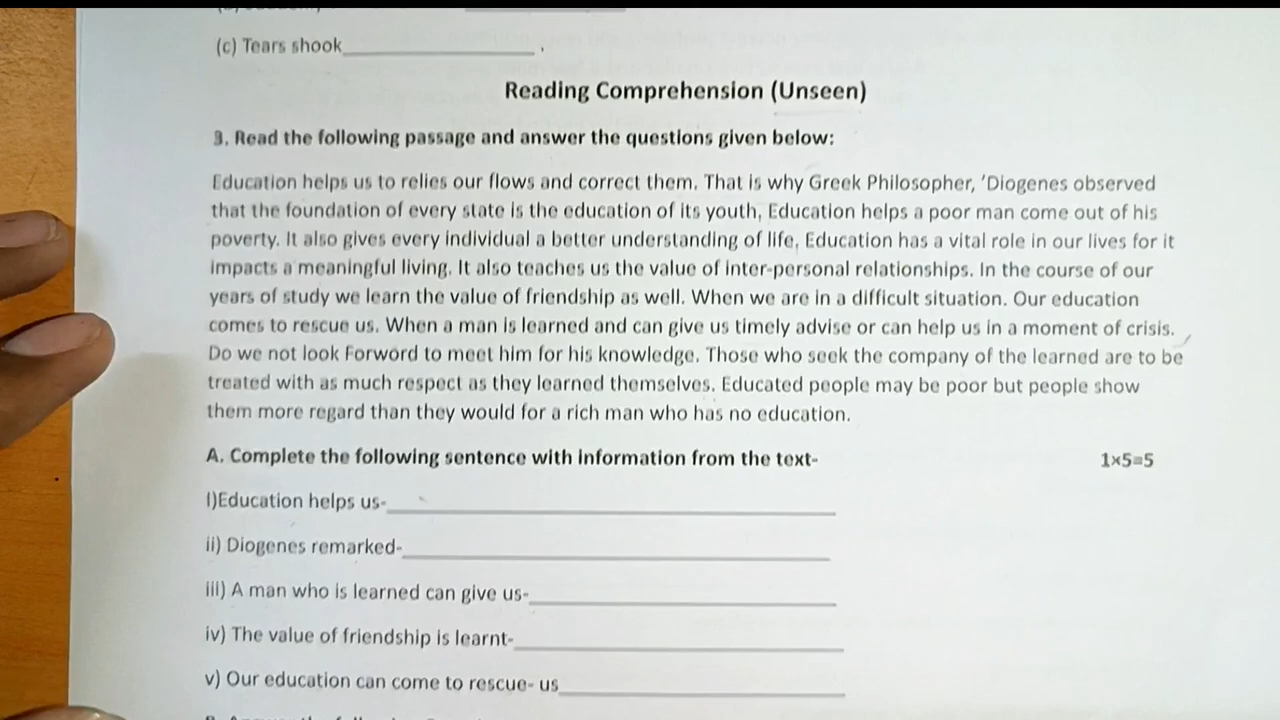 (c) Tears shook_______________ .
Reading Comprehension (Unseen)
3. Read the following passage and answer the questions given below:
Education helps us to relies our flows and correct them. That is why Greek Philosopher, 'Diogenes observed
that the foundation of every state is the education of its youth, Education helps a poor man come out of his
poverty. It also gives every individual a better understanding of life, Education has a vital role in our lives for it
impacts a meaningful living. It also teaches us the value of inter-personal relationships. In the course of our
years of study we learn the value of friendship as well. When we are in a difficult situation. Our education
comes to rescue us. When a man is learned and can give us timely advise or can help us in a moment of crisis.
Do we not look Forword to meet him for his knowledge. Those who seek the company of the learned are to be
treated with as much respect as they learned themselves. Educated people may be poor but people show
them more regard than they would for a rich man who has no education.
A. Complete the following sentence with information from the text- 1×5=5
I)Education helps us-_______________
ii) Diogenes remarked-_______________
iii) A man who is learned can give us-_______________
iv) The value of friendship is learnt-_______________
v) Our education can come to rescue- us_______________